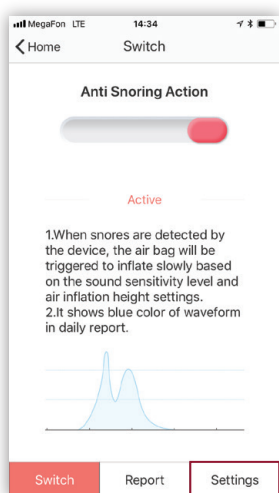 MegaFon LTE 14:34
Home Switch
Anti Snoring Action
Active
1.When snores are detected by
the device, the air bag will be
triggered to inflate slowly based
on the sound sensitivity level and
air inflation height settings.
2.It shows blue color of waveform
in daily report.
Switch Report Settings